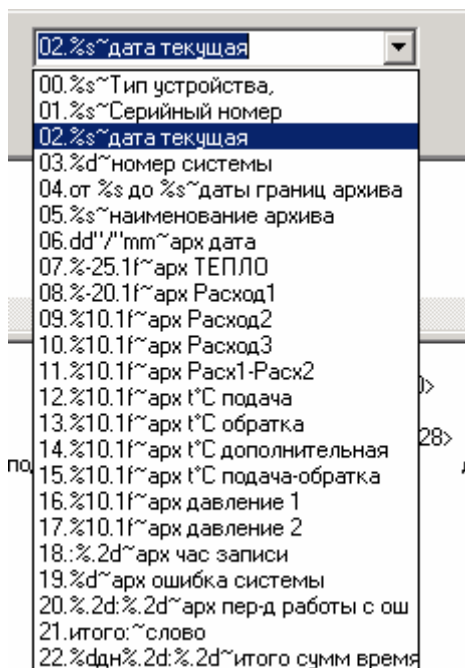 02.%s~дата текущая
00.%s~Тип устройства,
01.%s~Серийный номер
02.%s~дата текущая
03.%d~номер системы
04.от %s до %s~даты границ архива
05.%s~наименование архива
06.dd"/"mm~арх дата
07.%-25.1f~арх ТЕПЛО
08.%-20.1f~арх Расход1
09.%10.1f~арх Расход2
10.%10.1f~арх Расход3
11.%10.1f~арх Расх1-Расх2
12.%10.1f~арх t°C подача
13.%10.1f~арх t°C обратка
14.%10.1f~арх t°C дополнительная
15.%10.1f~арх t°C подача-обратка
16.%10.1f~арх давление 1
17.%10.1f~арх давление 2
18.:%.2d~арх час записи
19.%d~арх ошибка системы
20.%.2d:%.2d~арх пер-д работы с ош
21.итого:~слово
22.%dдн%.2d:%.2d~итого сумм время
28>
по